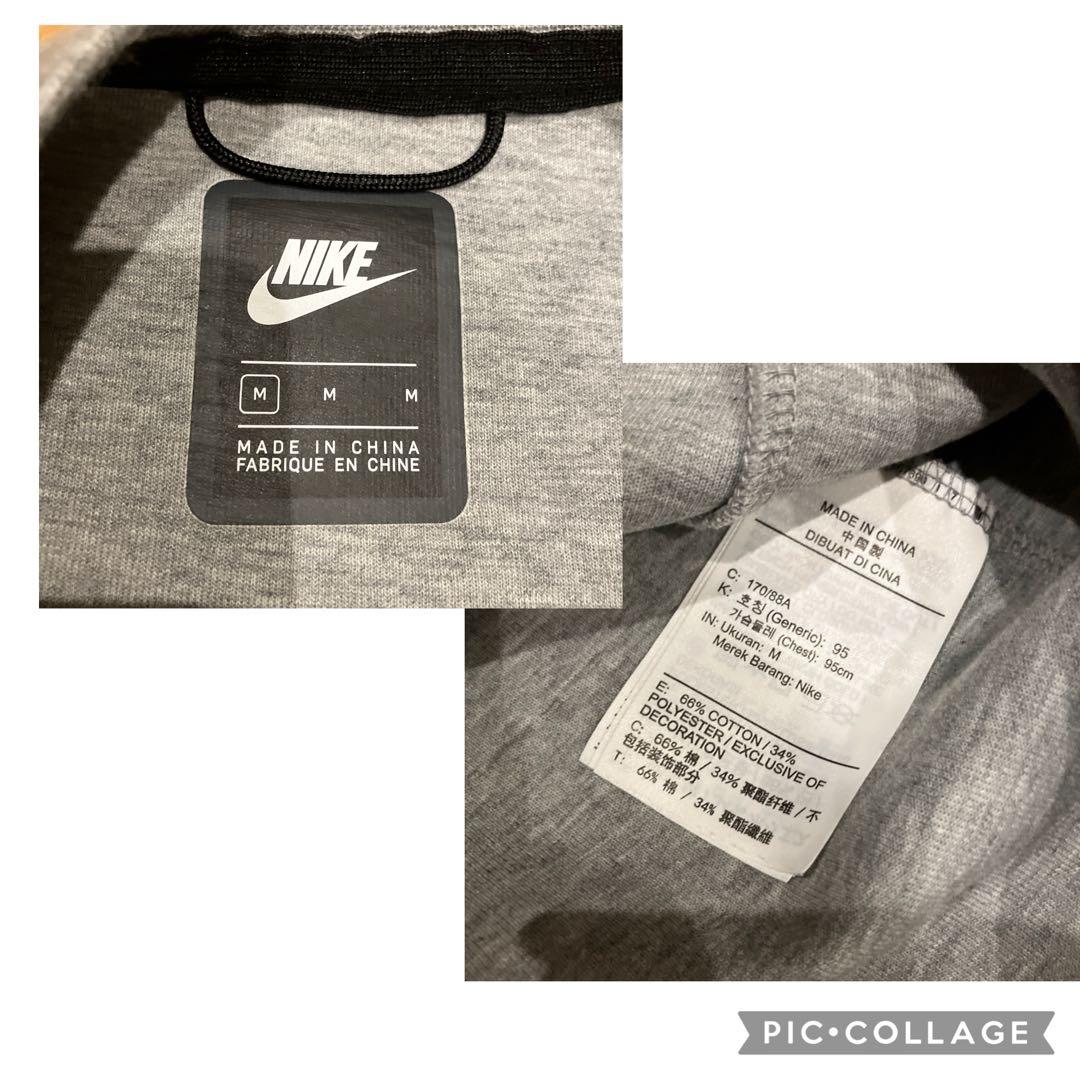 NIKE
M M M
MADE IN CHINA
FABRIQUE EN CHINE
MADE IN CHINA
中国製
DIBUAT DI CINA
C: 170/88A
K: 호칭 (Generic): 95
가슴둘레 (Chest): 95cm
IN: Ukuran: M
Merek Barang: Nike
E: 66% COTTON / 34%
POLYESTER / EXCLUSIVE OF
DECORATION
C: 66% 棉 / 34% 聚酯纤维 / 不
包括装饰部分
T: 66% 棉 / 34% 聚酯纖維
PIC•COLLAGE